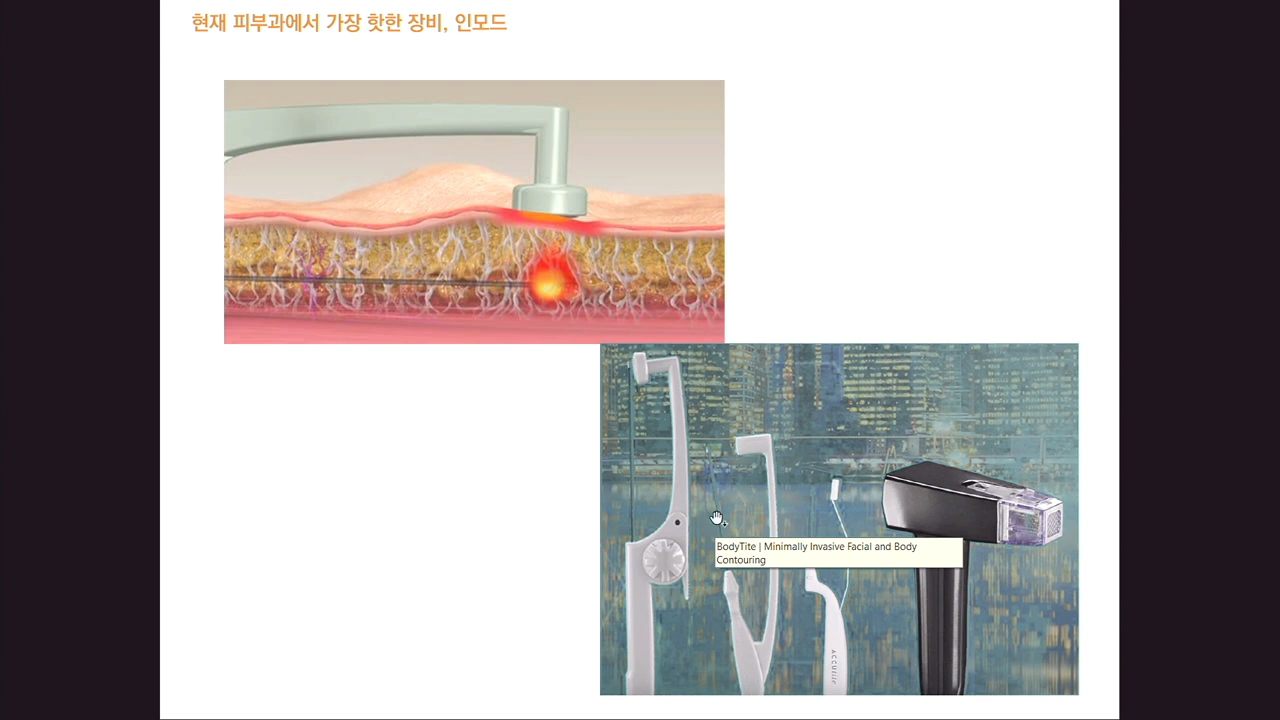 현재 피부과에서 가장 핫한 장비, 인모드
BodyTite | Minimally Invasive Facial and Body
Contouring
ACCUTite